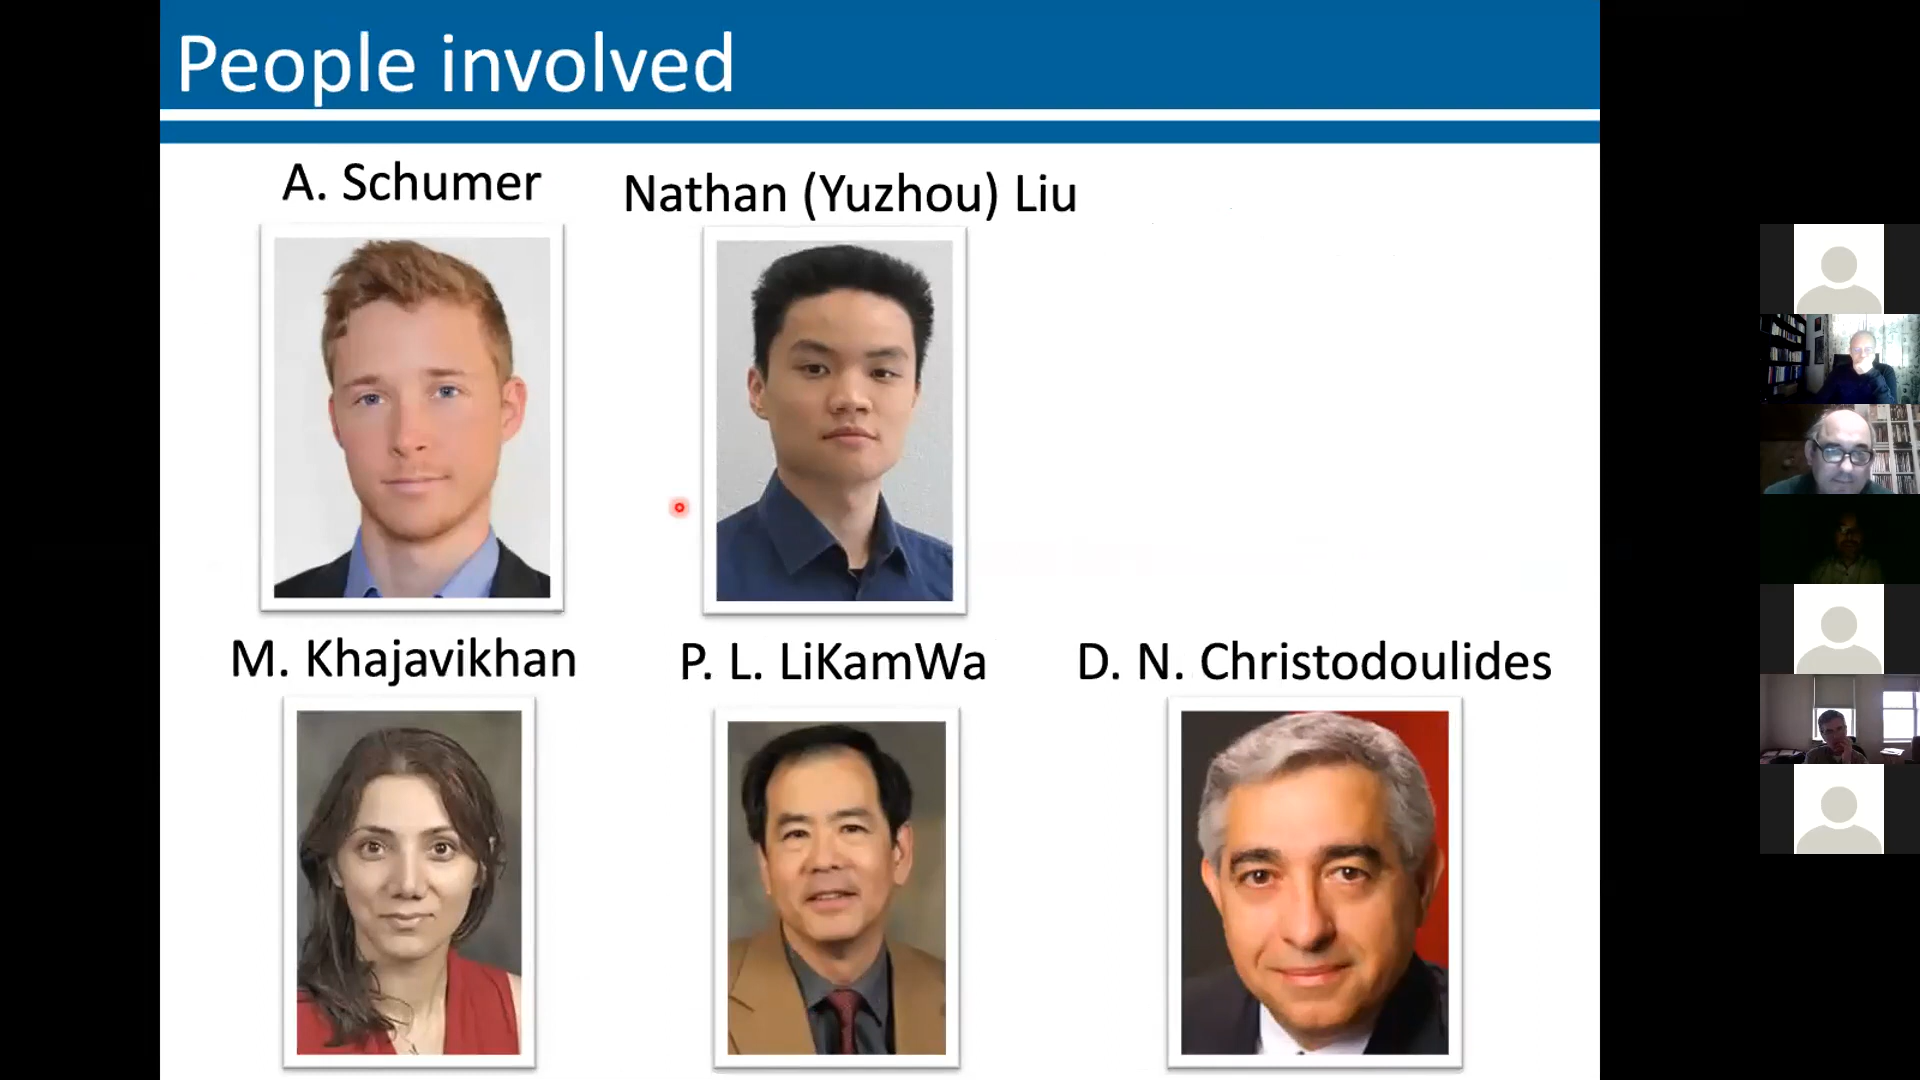 People involved
A. Schumer
Nathan (Yuzhou) Liu
M. Khajavikhan
P. L. LiKamWa
D. N. Christodoulides